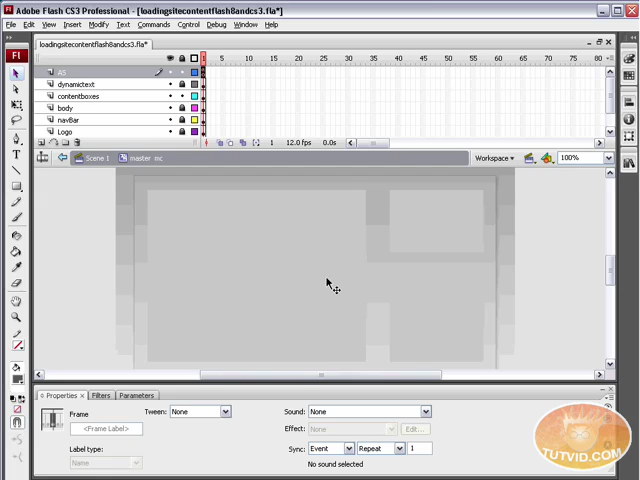 Adobe Flash CS3 Professional - [loadingsitecontentflash8andcs3.fla*]
File Edit View Insert Modify Text Commands Control Debug Window Help
loadingsitecontentflash8andcs3.fla*
Fl
1 5 10 15 20 25 30 35 40 45 50 55 60 65 70 75 80
AS
dynamictext
contentboxes
body
navBar
Logo
1 12.0 fps 0.0s
Scene 1 master mc Workspace 100%
Properties Filters Parameters
Frame Tween: None Sound: None
<Frame Label> Effect: None Edit...
Label type: Sync: Event Repeat 1
Name No sound selected
TUTVID.COM